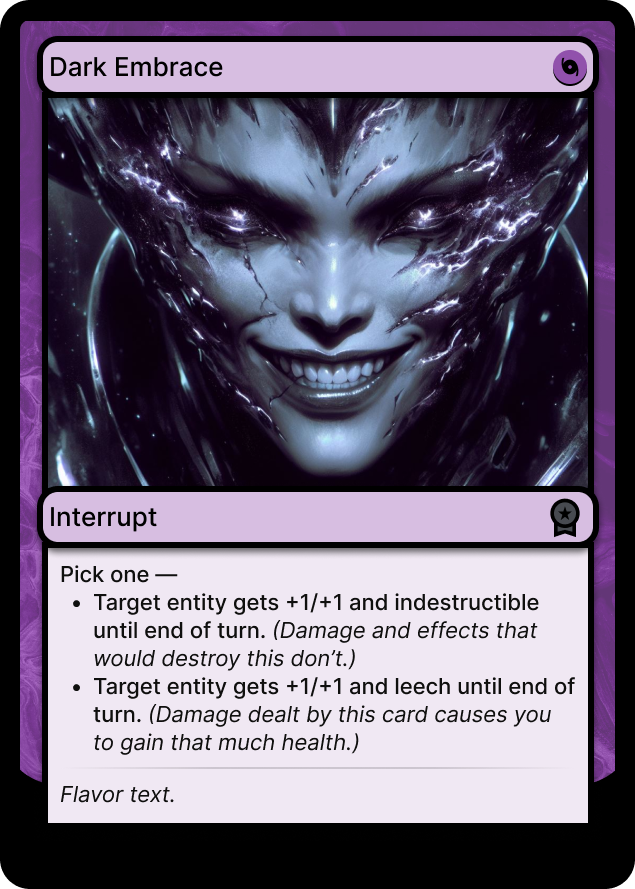 Dark Embrace
Interrupt
Pick one —
• Target entity gets +1/+1 and indestructible
until end of turn. (Damage and effects that
would destroy this don’t.)
• Target entity gets +1/+1 and leech until end of
turn. (Damage dealt by this card causes you
to gain that much health.)
Flavor text.